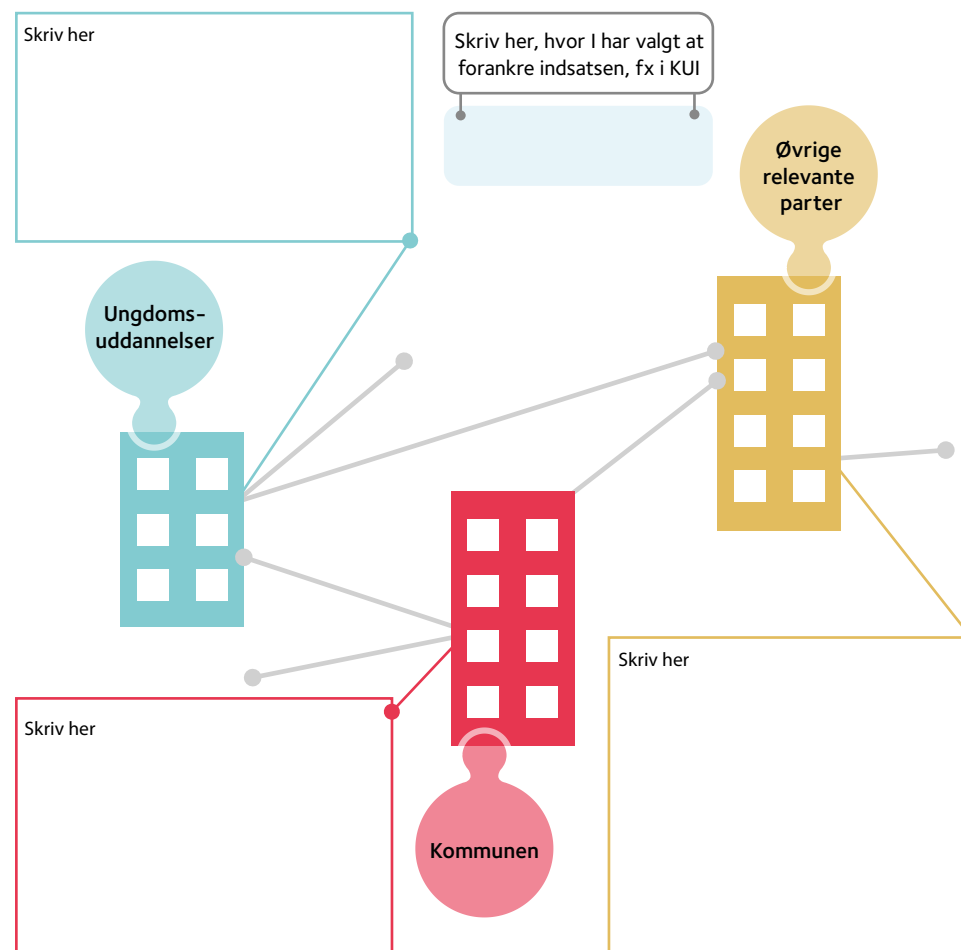 Skriv her
Skriv her, hvor I har valgt at
forankre indsatsen, fx i KUI
Øvrige
relevante
parter
Ungdoms-
uddannelser
Skriv her
Skriv her
Kommunen